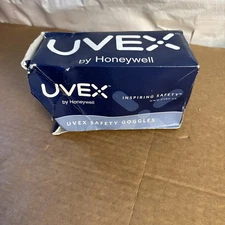 UVEX
by Honeywell
UVEX
by Honeywell
INSPIRING SAFETY
UVEX SAFETY GOGGLES